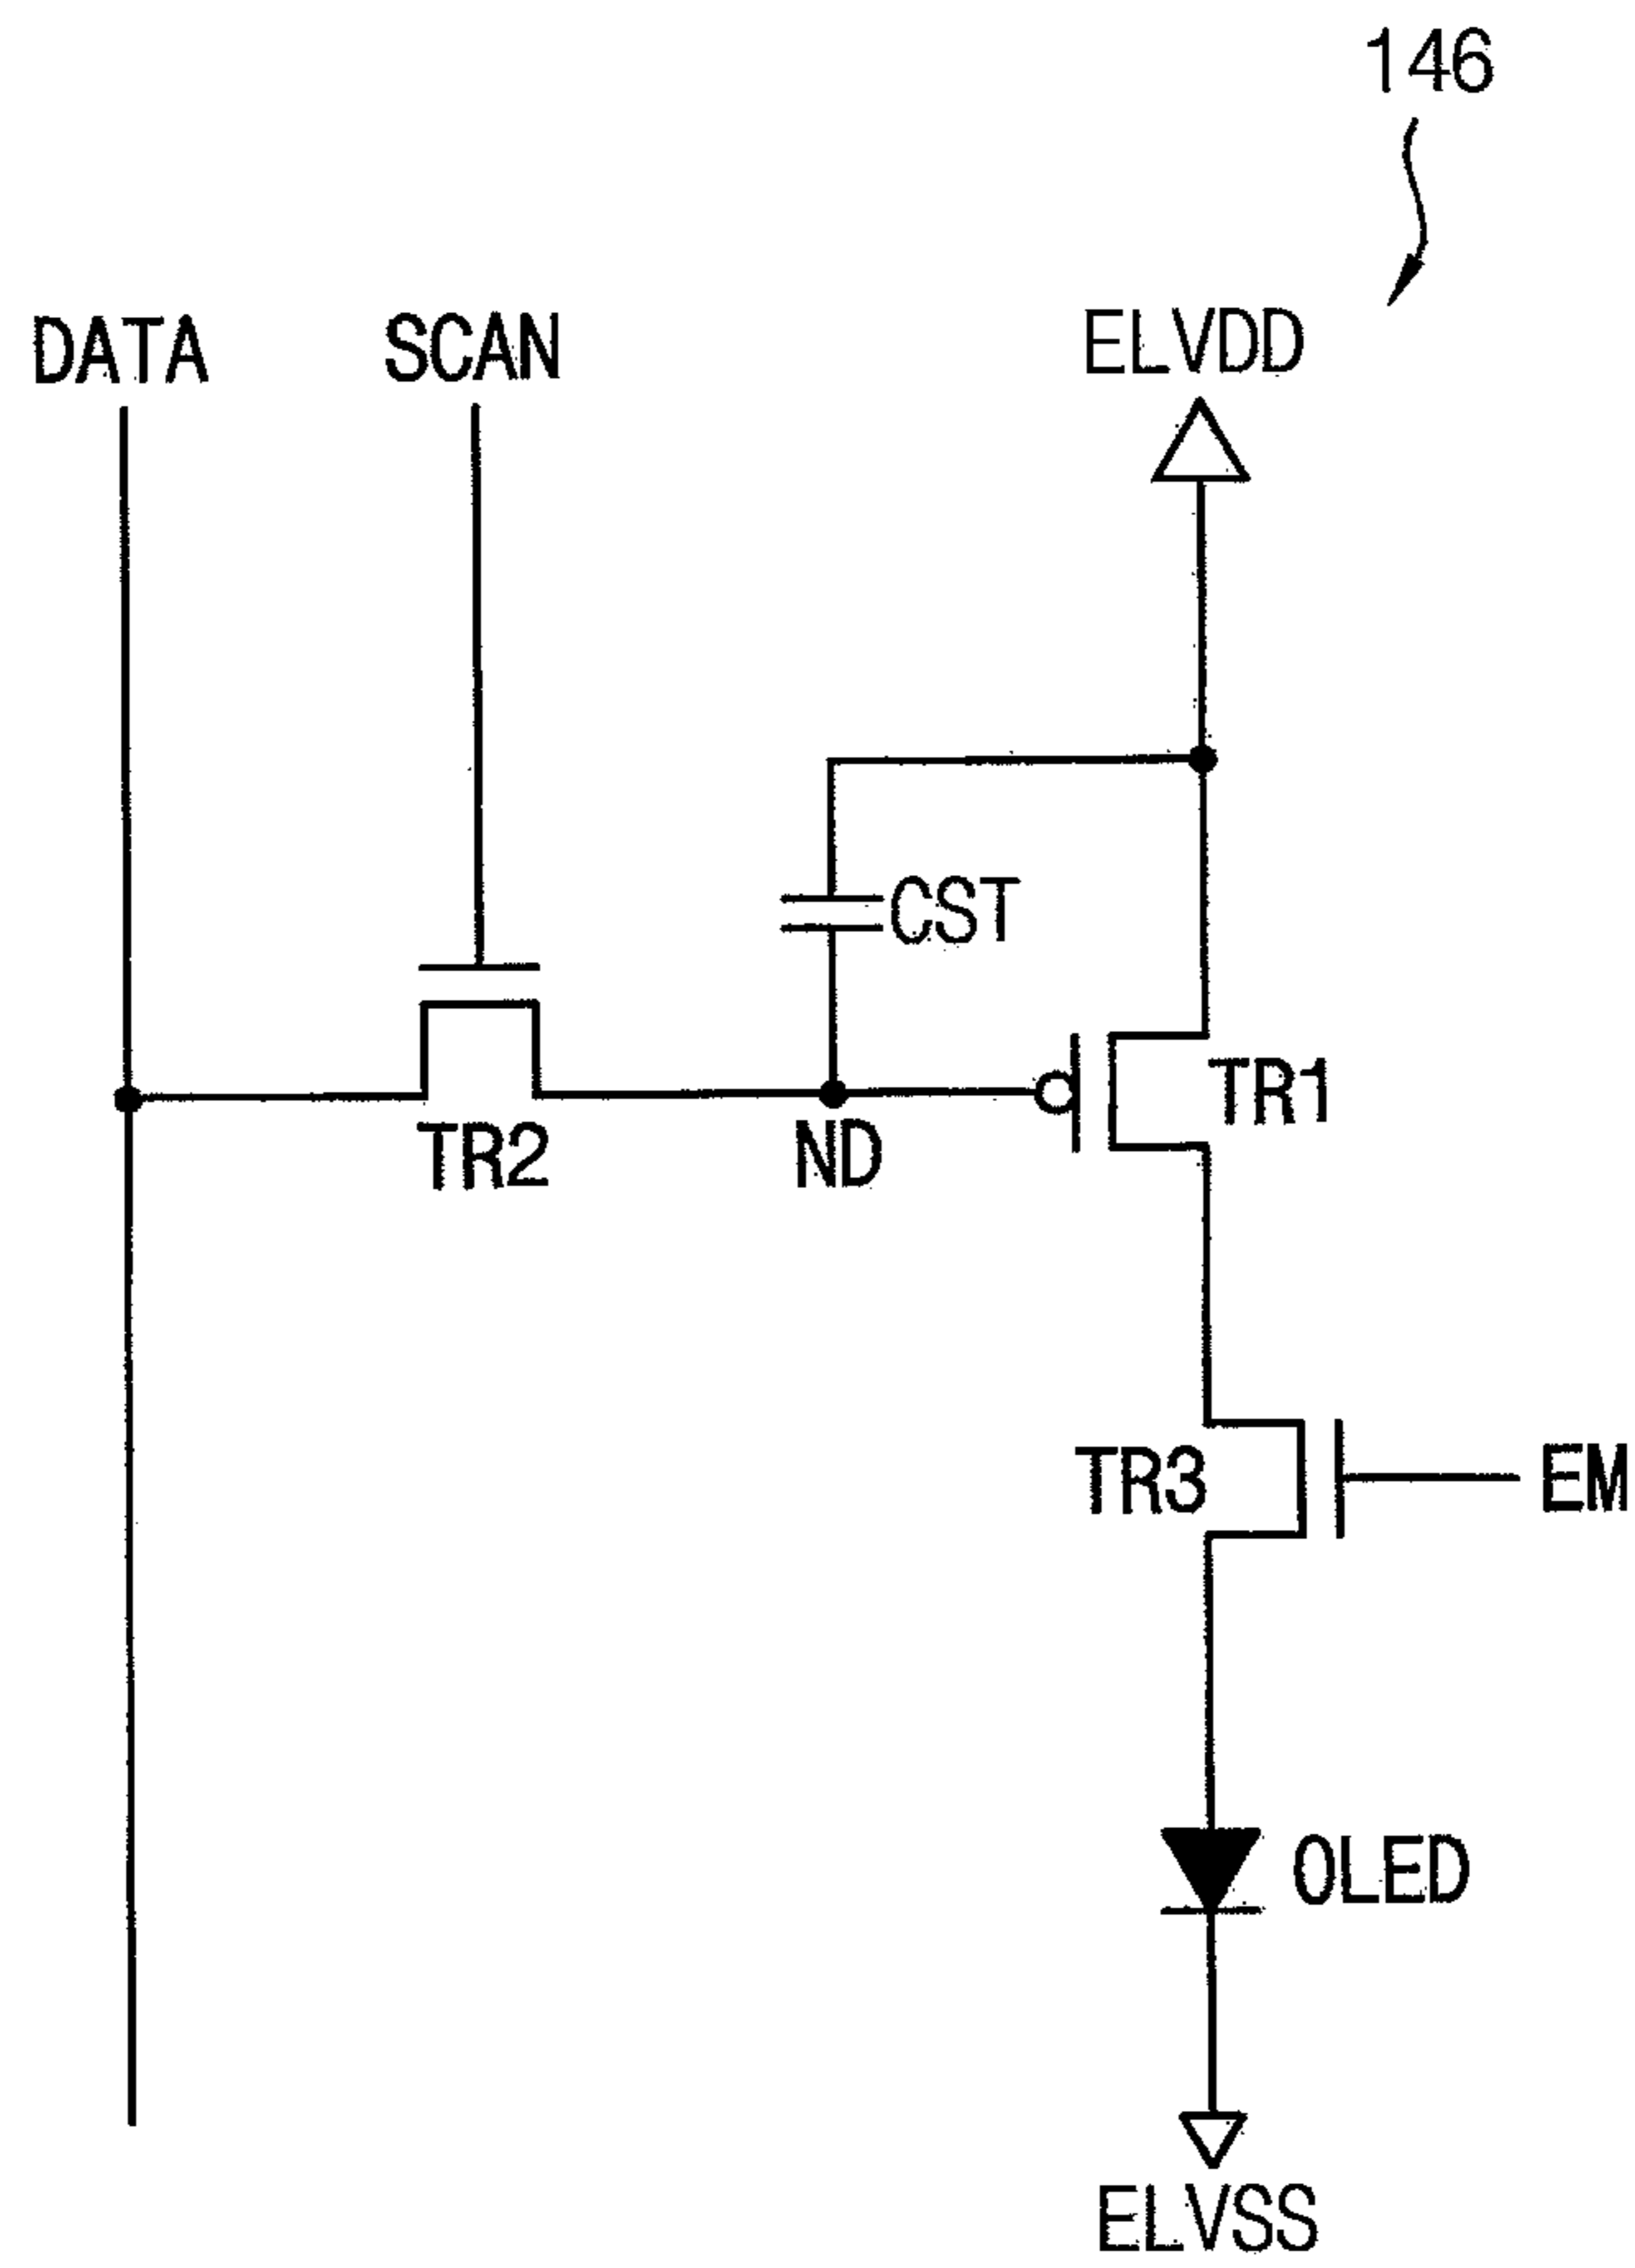 146
DATA
SCAN
ELVDD
CST
TR1
TR2
ND
TR3
EM
OLED
ELVSS